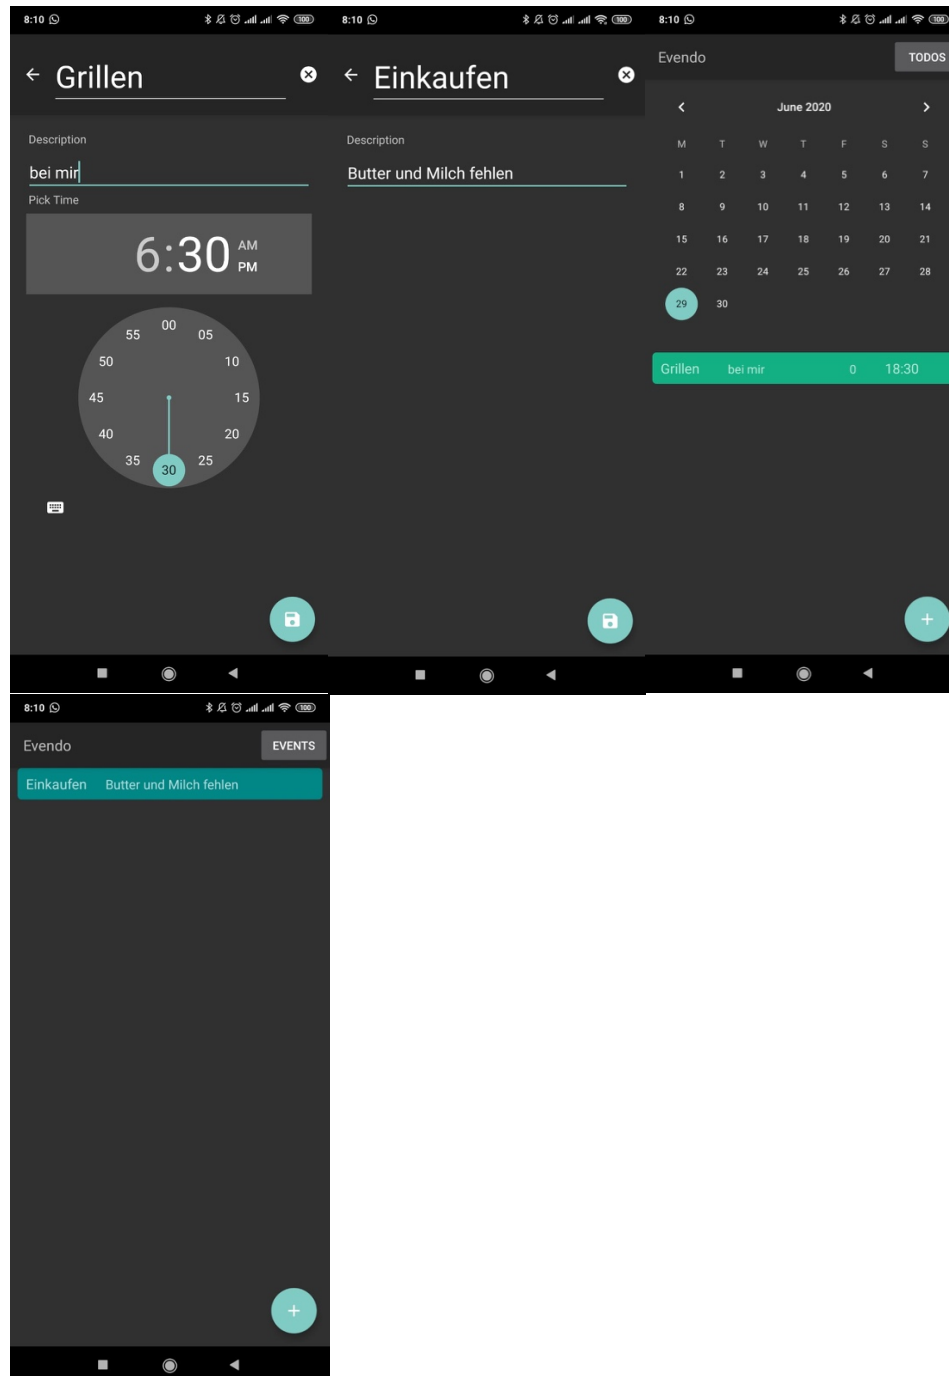 8:10
100
Grillen
Description
bei mir
Pick Time
6:30
AM
PM
00
05
10
15
20
25
30
35
40
45
50
55
8:10
100
Einkaufen
Description
Butter und Milch fehlen
8:10
100
Evendo
TODOS
June 2020
M T W T F S S
1 2 3 4 5 6 7
8 9 10 11 12 13 14
15 16 17 18 19 20 21
22 23 24 25 26 27 28
29 30
Grillen bei mir 0 18:30
8:10
100
Evendo
EVENTS
Einkaufen Butter und Milch fehlen